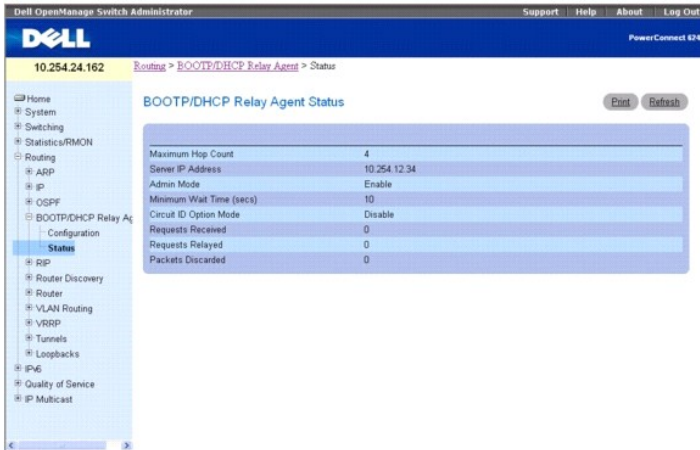 Dell OpenManage Switch Administrator
Support Help About Log Out
DELL
PowerConnect 624
10.254.24.162
Routing > BOOTP/DHCP Relay Agent > Status
Home
System
Switching
Statistics/RMON
Routing
ARP
IP
OSPF
BOOTP/DHCP Relay Ag
Configuration
Status
RIP
Router Discovery
Router
VLAN Routing
VRRP
Tunnels
Loopbacks
IPv6
Quality of Service
IP Multicast
BOOTP/DHCP Relay Agent Status
Print Refresh
Maximum Hop Count 4
Server IP Address 10.254.12.34
Admin Mode Enable
Minimum Wait Time (secs) 10
Circuit ID Option Mode Disable
Requests Received 0
Requests Relayed 0
Packets Discarded 0